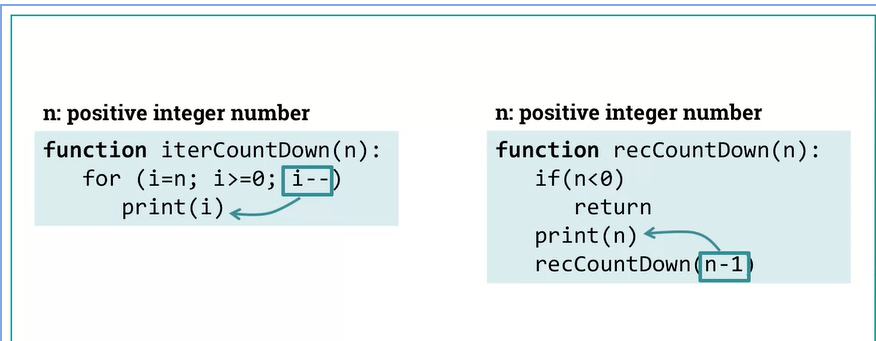 n: positive integer number
function iterCountDown(n):
for (i=n; i>=0; i--)
print(i)
n: positive integer number
function recCountDown(n):
if(n<0)
return
print(n)
recCountDown(n-1)